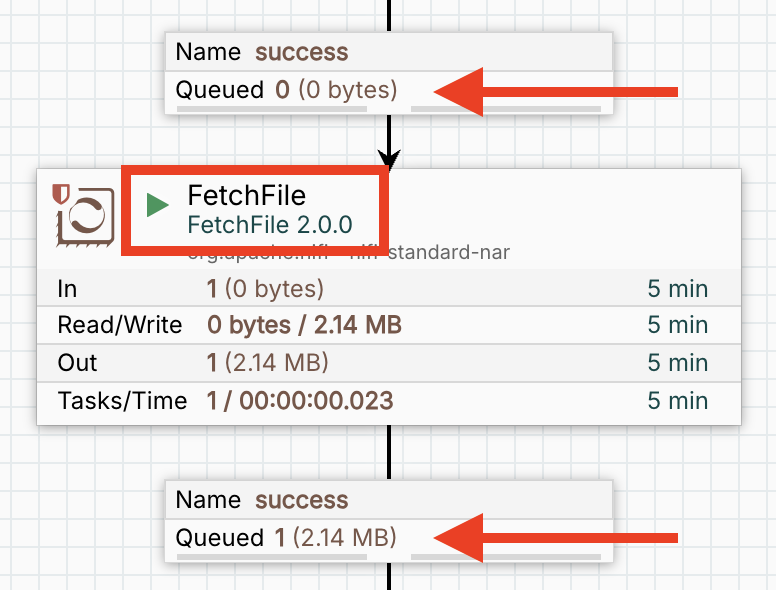 Name success
Queued 0 (0 bytes)
FetchFile
FetchFile 2.0.0
org.apache.nifi - nifi-standard-nar
In 1 (0 bytes) 5 min
Read/Write 0 bytes / 2.14 MB 5 min
Out 1 (2.14 MB) 5 min
Tasks/Time 1 / 00:00:00.023 5 min
Name success
Queued 1 (2.14 MB)